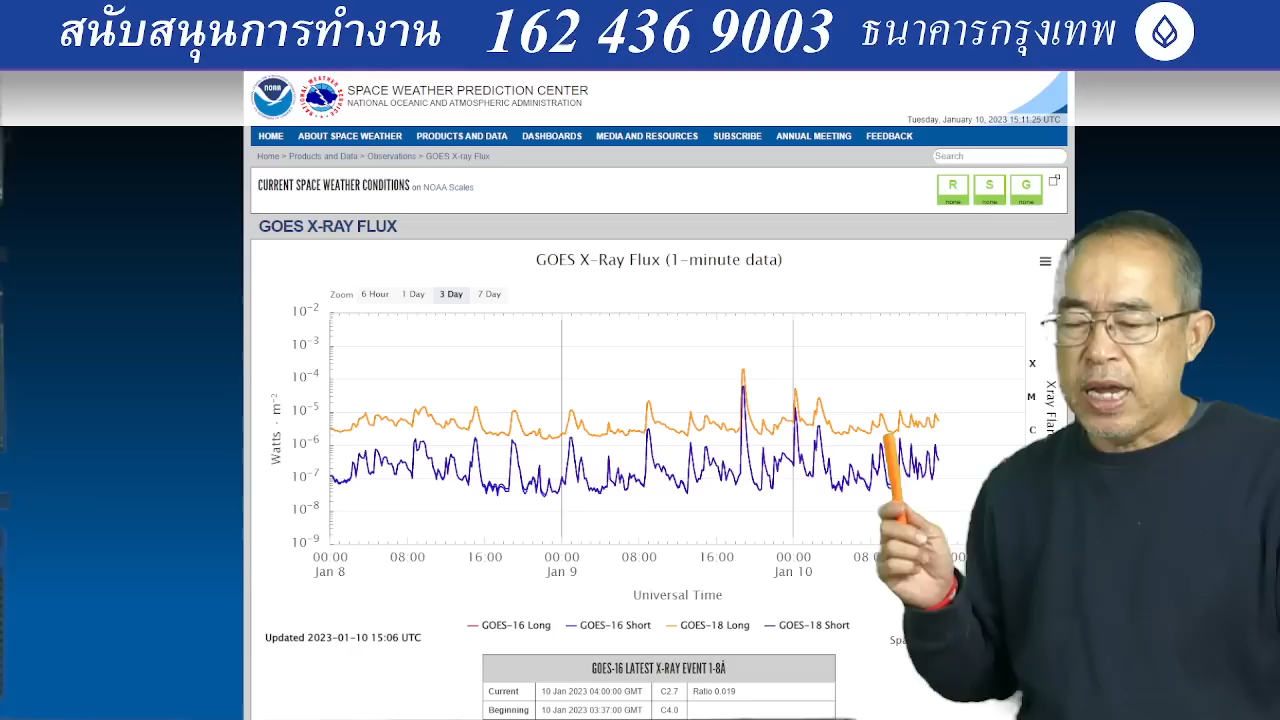 สนับสนุนการทำงาน 162 436 9003 ธนาคารกรุงเทพ
NOAA
SPACE WEATHER PREDICTION CENTER
NATIONAL OCEANIC AND ATMOSPHERIC ADMINISTRATION
Tuesday, January 10, 2023 15:11:25 UTC
HOME ABOUT SPACE WEATHER PRODUCTS AND DATA DASHBOARDS MEDIA AND RESOURCES SUBSCRIBE ANNUAL MEETING FEEDBACK
Home > Products and Data > Observations > GOES X-ray Flux
Search
CURRENT SPACE WEATHER CONDITIONS on NOAA Scales
R S G
none none none
GOES X-RAY FLUX
GOES X-Ray Flux (1-minute data)
Zoom 6 Hour 1 Day 3 Day 7 Day
10⁻²
10⁻³
10⁻⁴
10⁻⁵
10⁻⁶
10⁻⁷
10⁻⁸
10⁻⁹
Watts · m⁻²
X
M
C
Xray Flar
00:00 08:00 16:00 00:00 08:00 16:00 00:00 08
Jan 8 Jan 9 Jan 10
Universal Time
GOES-16 Long GOES-16 Short GOES-18 Long GOES-18 Short
Updated 2023-01-10 15:06 UTC
Spa
GOES-16 LATEST X-RAY EVENT 1-8Å
Current 10 Jan 2023 04:00:00 GMT C2.7 Ratio 0.019
Beginning 10 Jan 2023 03:37:00 GMT C4.0